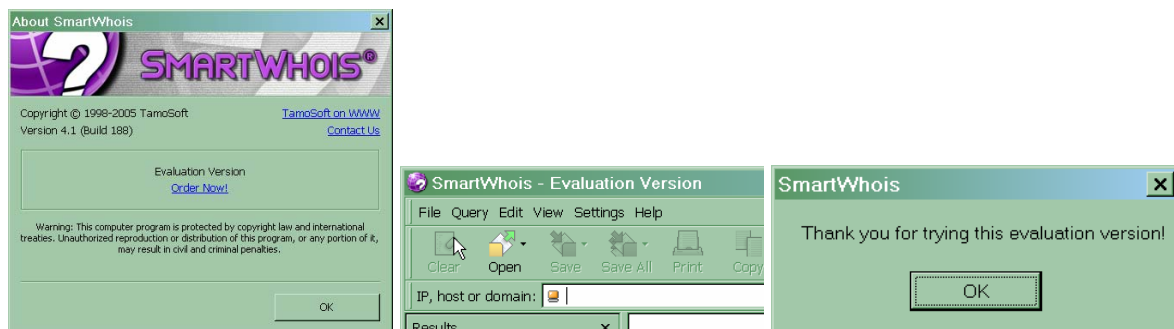 About SmartWhois
SMARTWHOIS®
Copyright © 1998-2005 TamoSoft
TamoSoft on WWW
Version 4.1 (Build 188)
Contact Us
Evaluation Version
Order Now!
Warning: This computer program is protected by copyright law and international
treaties. Unauthorized reproduction or distribution of this program, or any portion of it,
may result in civil and criminal penalties.
OK
SmartWhois - Evaluation Version
File Query Edit View Settings Help
Clear Open Save Save All Print Copy
IP, host or domain:
Results
SmartWhois
Thank you for trying this evaluation version!
OK